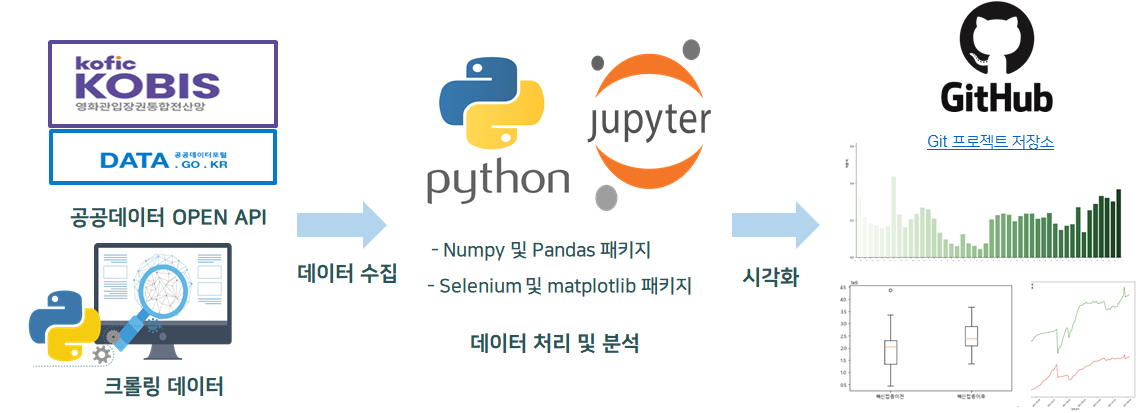 kofic
KOBIS
영화관입장권통합전산망
DATA 공공데이터포털
. GO . KR
공공데이터 OPEN API
크롤링 데이터
데이터 수집
python
jupyter
- Numpy 및 Pandas 패키지
- Selenium 및 matplotlib 패키지
데이터 처리 및 분석
시각화
GitHub
Git 프로젝트 저장소
1e9
4.5
4.0
3.5
3.0
2.5
2.0
1.5
1.0
0.5
백신접종이전
백신접종이후